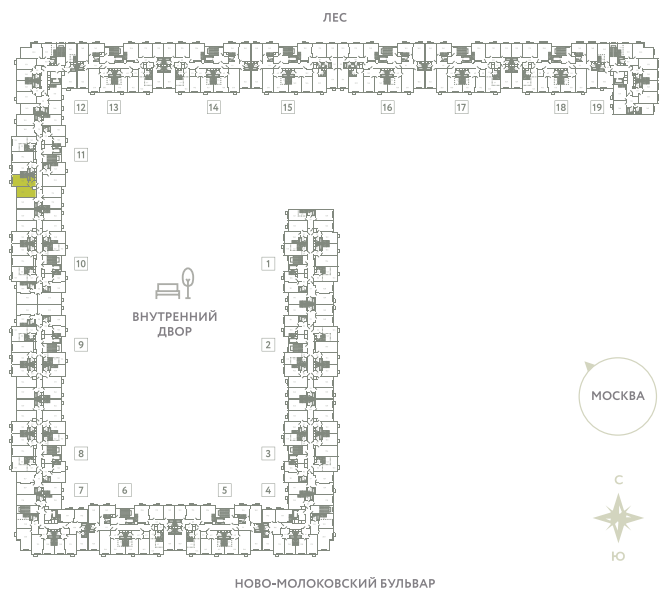 ЛЕС
12 13 14 15 16 17 18 19
11
10 1
ВНУТРЕННИЙ
ДВОР
9 2
МОСКВА
8 3
7 6 5 4
С
Ю
НОВО-МОЛОКОВСКИЙ БУЛЬВАР